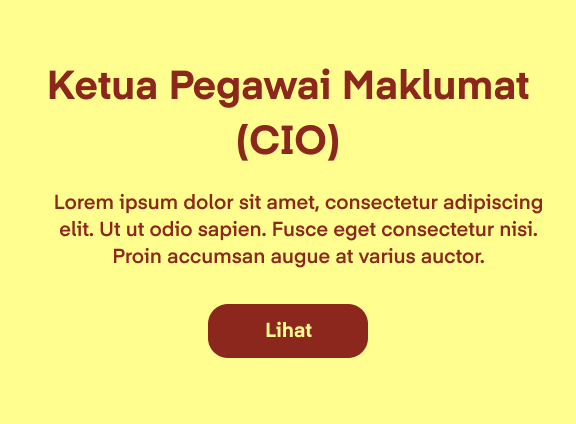 Ketua Pegawai Maklumat
(CIO)
Lorem ipsum dolor sit amet, consectetur adipiscing
elit. Ut ut odio sapien. Fusce eget consectetur nisi.
Proin accumsan augue at varius auctor.
Lihat